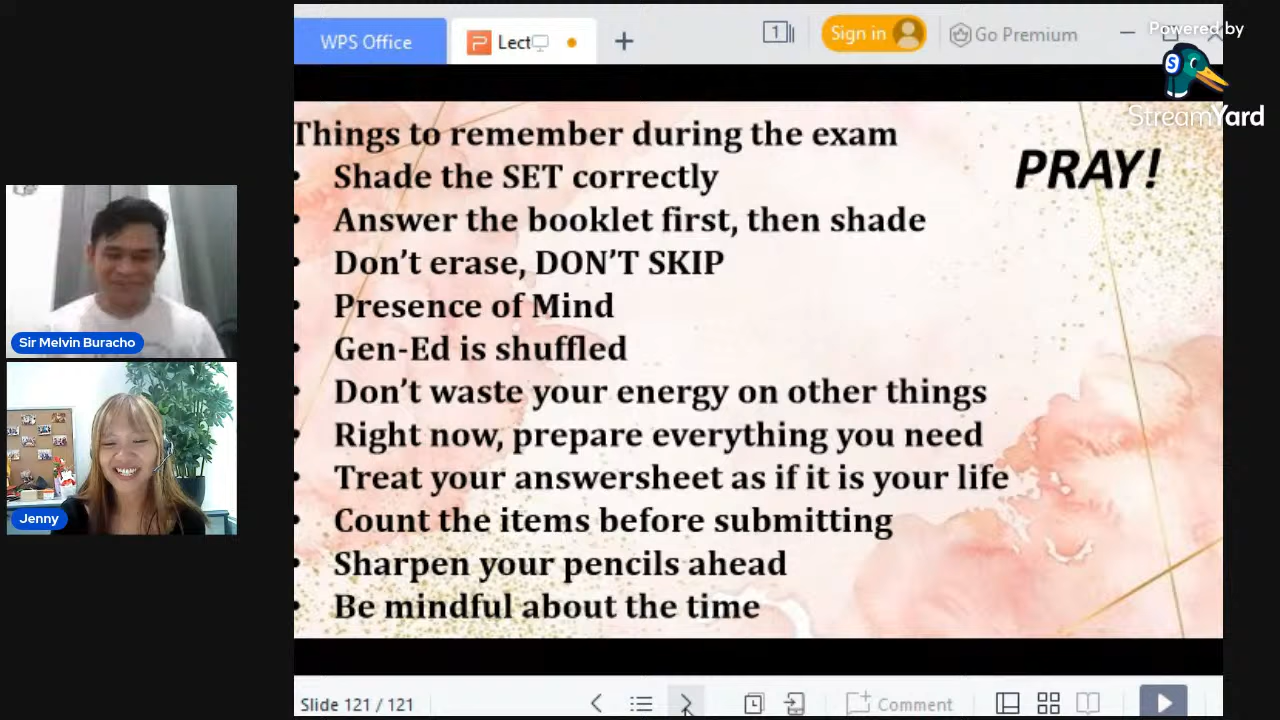 WPS Office
Lect
1
Sign in
Go Premium
Powered by
StreamYard
Things to remember during the exam
PRAY!
• Shade the SET correctly
• Answer the booklet first, then shade
• Don't erase, DON'T SKIP
• Presence of Mind
• Gen-Ed is shuffled
• Don't waste your energy on other things
• Right now, prepare everything you need
• Treat your answersheet as if it is your life
• Count the items before submitting
• Sharpen your pencils ahead
• Be mindful about the time
Sir Melvin Buracho
Jenny
Slide 121 / 121
Comment